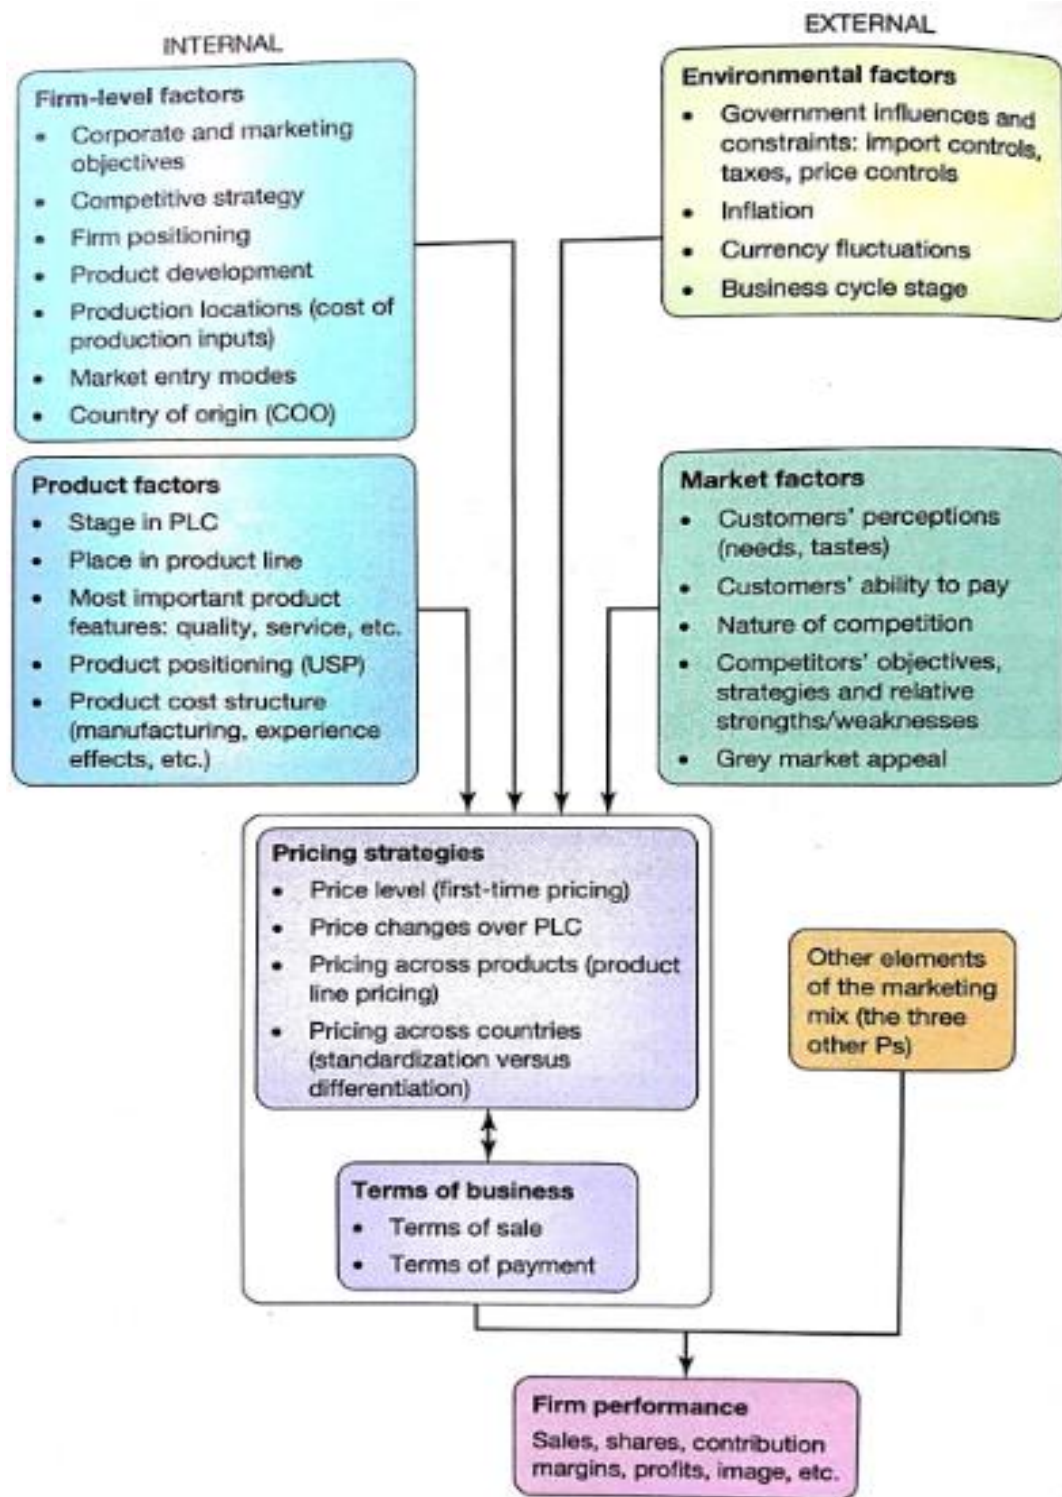 INTERNAL
Firm-level factors
• Corporate and marketing
objectives
• Competitive strategy
• Firm positioning
• Product development
• Production locations (cost of
production inputs)
• Market entry modes
• Country of origin (COO)
Product factors
• Stage in PLC
• Place in product line
• Most important product
features: quality, service, etc.
• Product positioning (USP)
• Product cost structure
(manufacturing, experience
effects, etc.)
EXTERNAL
Environmental factors
• Government influences and
constraints: import controls,
taxes, price controls
• Inflation
• Currency fluctuations
• Business cycle stage
Market factors
• Customers' perceptions
(needs, tastes)
• Customers' ability to pay
• Nature of competition
• Competitors' objectives,
strategies and relative
strengths/weaknesses
• Grey market appeal
Pricing strategies
• Price level (first-time pricing)
• Price changes over PLC
• Pricing across products (product
line pricing)
• Pricing across countries
(standardization versus
differentiation)
Terms of business
• Terms of sale
• Terms of payment
Other elements
of the marketing
mix (the three
other Ps)
Firm performance
Sales, shares, contribution
margins, profits, image, etc.